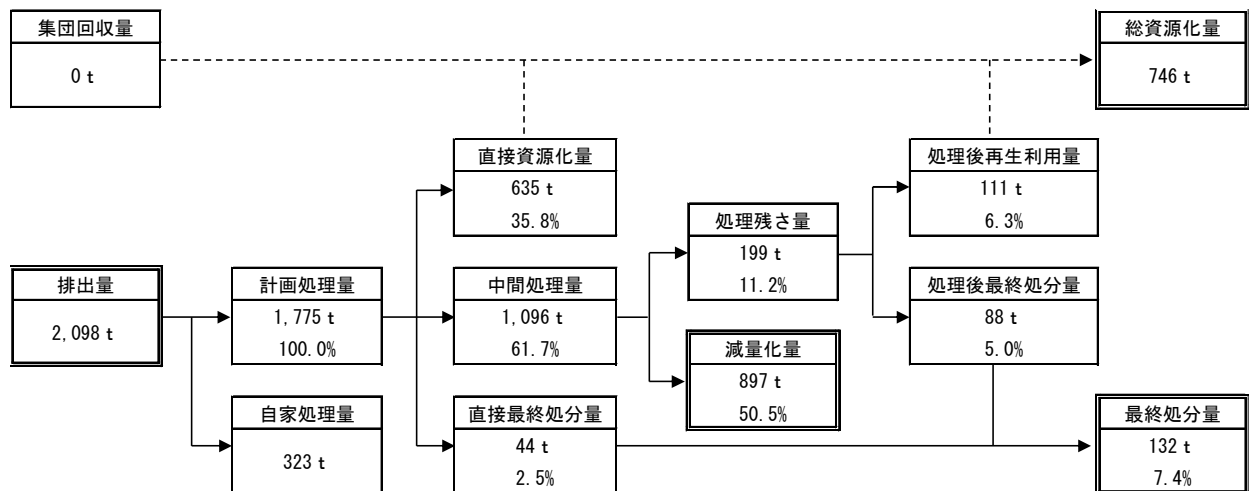 集団回収量
0 t
総資源化量
746 t
直接資源化量
635 t
35.8%
処理後再生利用量
111 t
6.3%
処理残さ量
199 t
11.2%
排出量
2,098 t
計画処理量
1,775 t
100.0%
中間処理量
1,096 t
61.7%
処理後最終処分量
88 t
5.0%
減量化量
897 t
50.5%
自家処理量
323 t
直接最終処分量
44 t
2.5%
最終処分量
132 t
7.4%